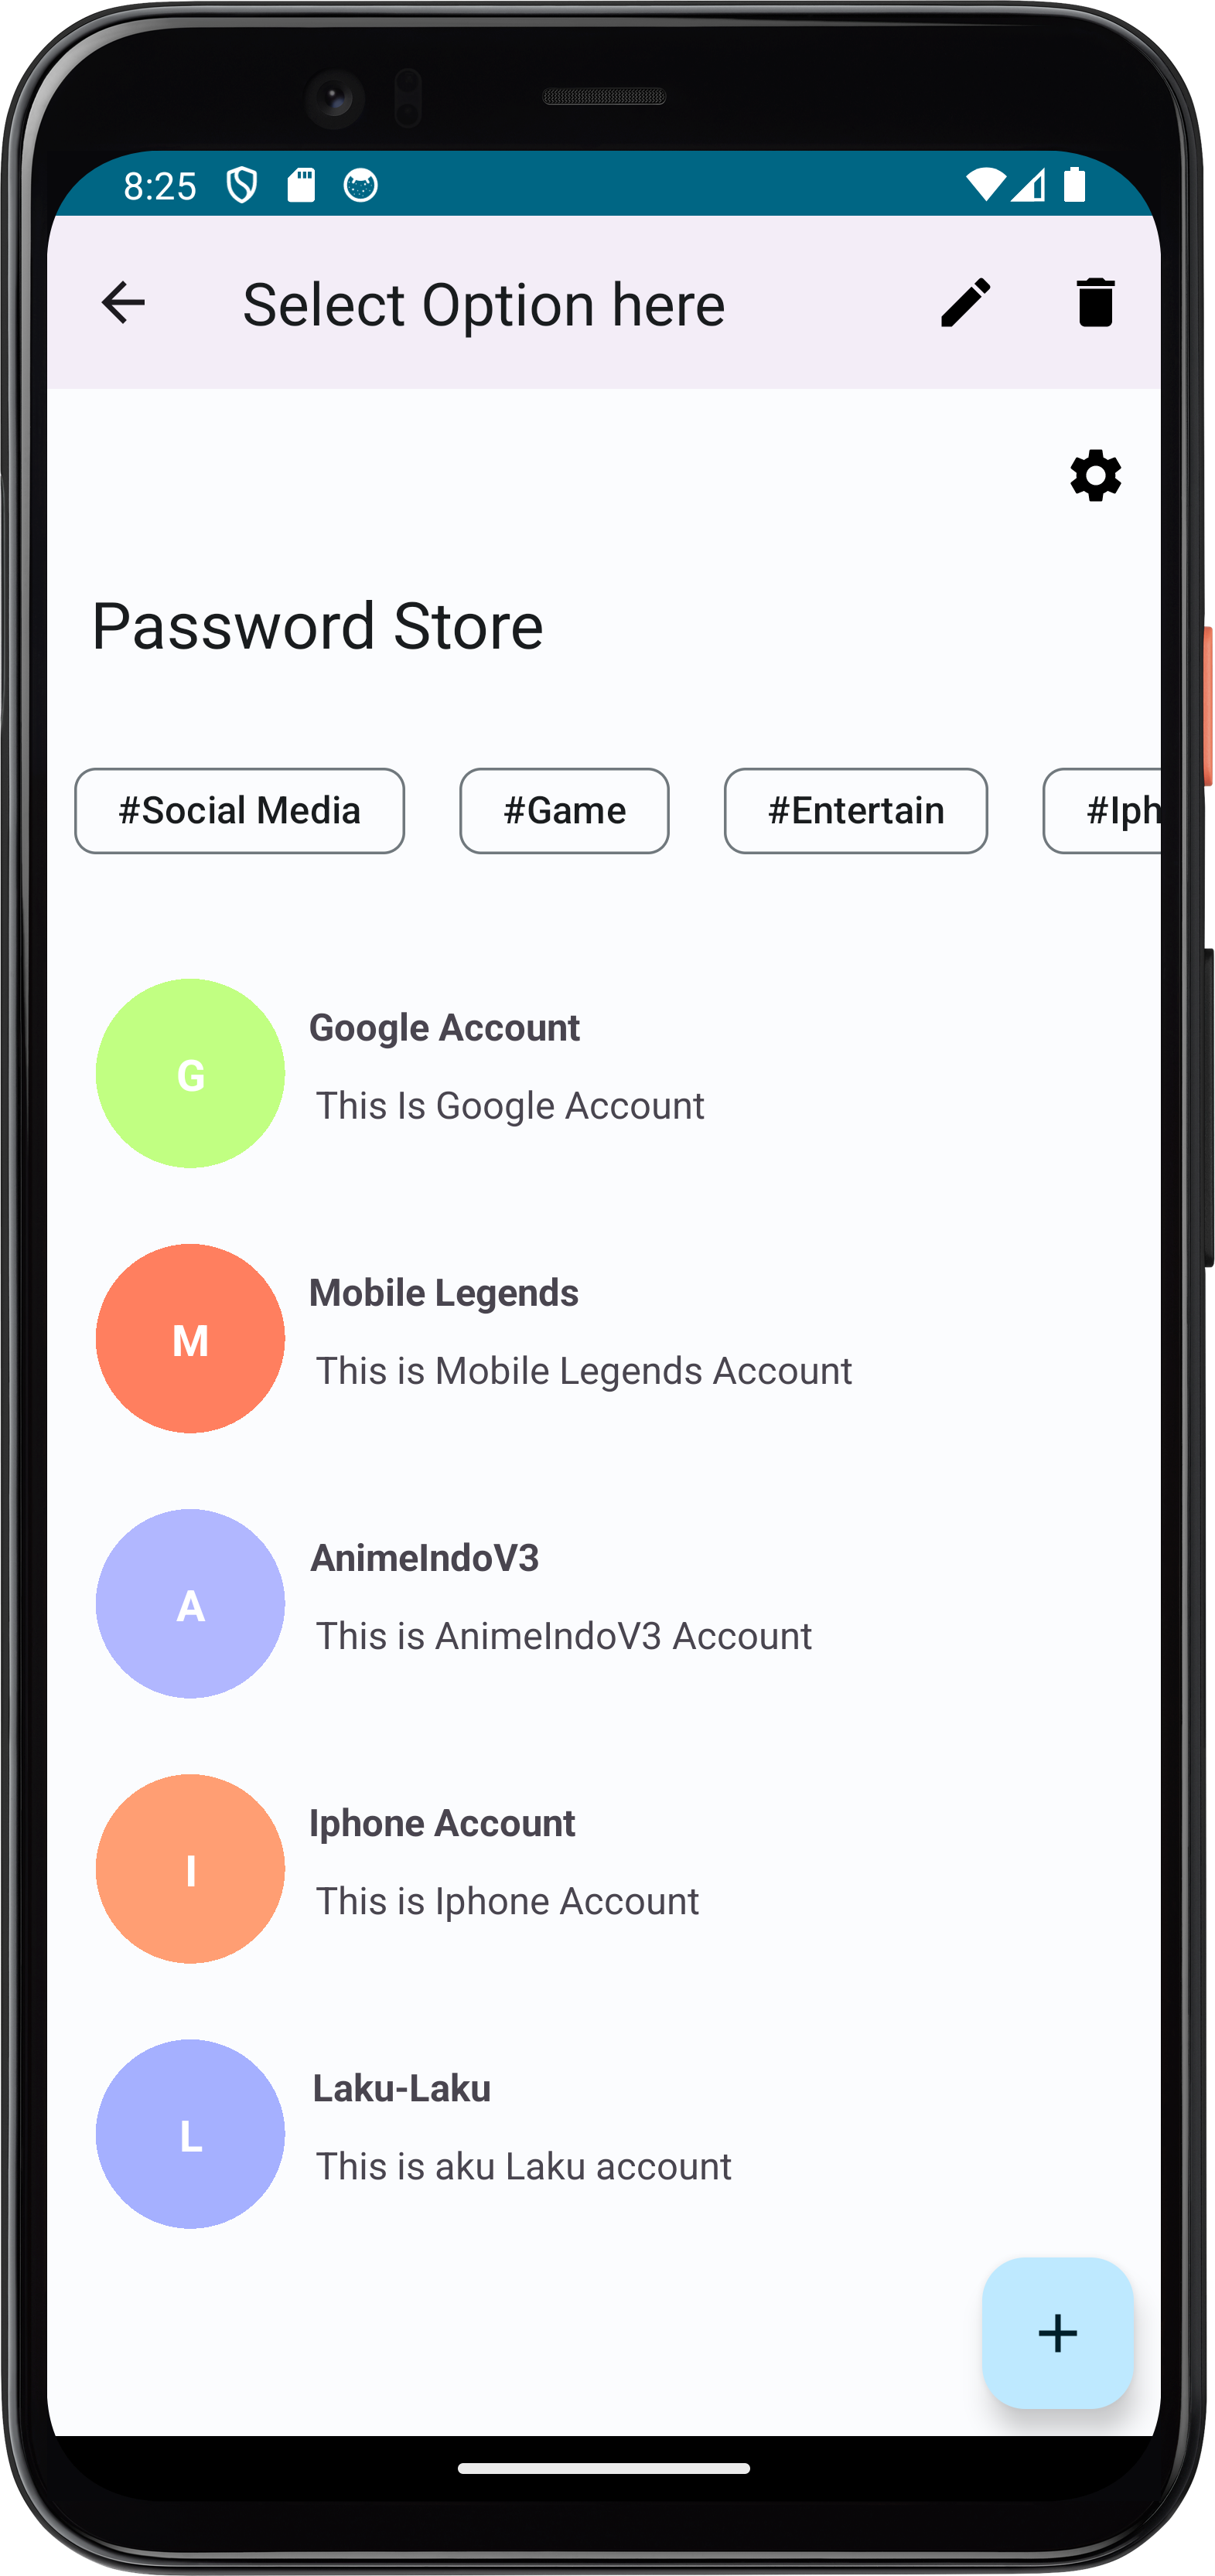 8:25
Select Option here
Password Store
#Social Media #Game #Entertain #Iph
G
Google Account
This Is Google Account
M
Mobile Legends
This is Mobile Legends Account
A
AnimeIndoV3
This is AnimeIndoV3 Account
I
Iphone Account
This is Iphone Account
L
Laku-Laku
This is aku Laku account